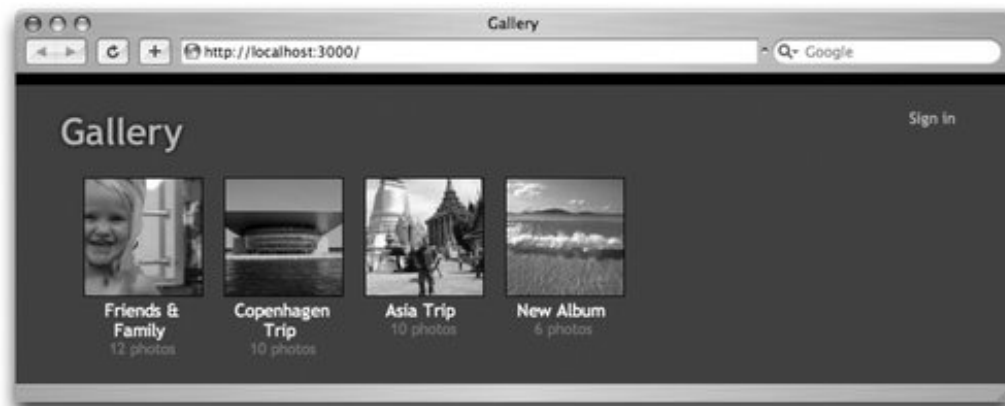 Gallery
http://localhost:3000/
Google
Gallery
Sign in
Friends &
Family
12 photos
Copenhagen
Trip
10 photos
Asia Trip
10 photos
New Album
6 photos